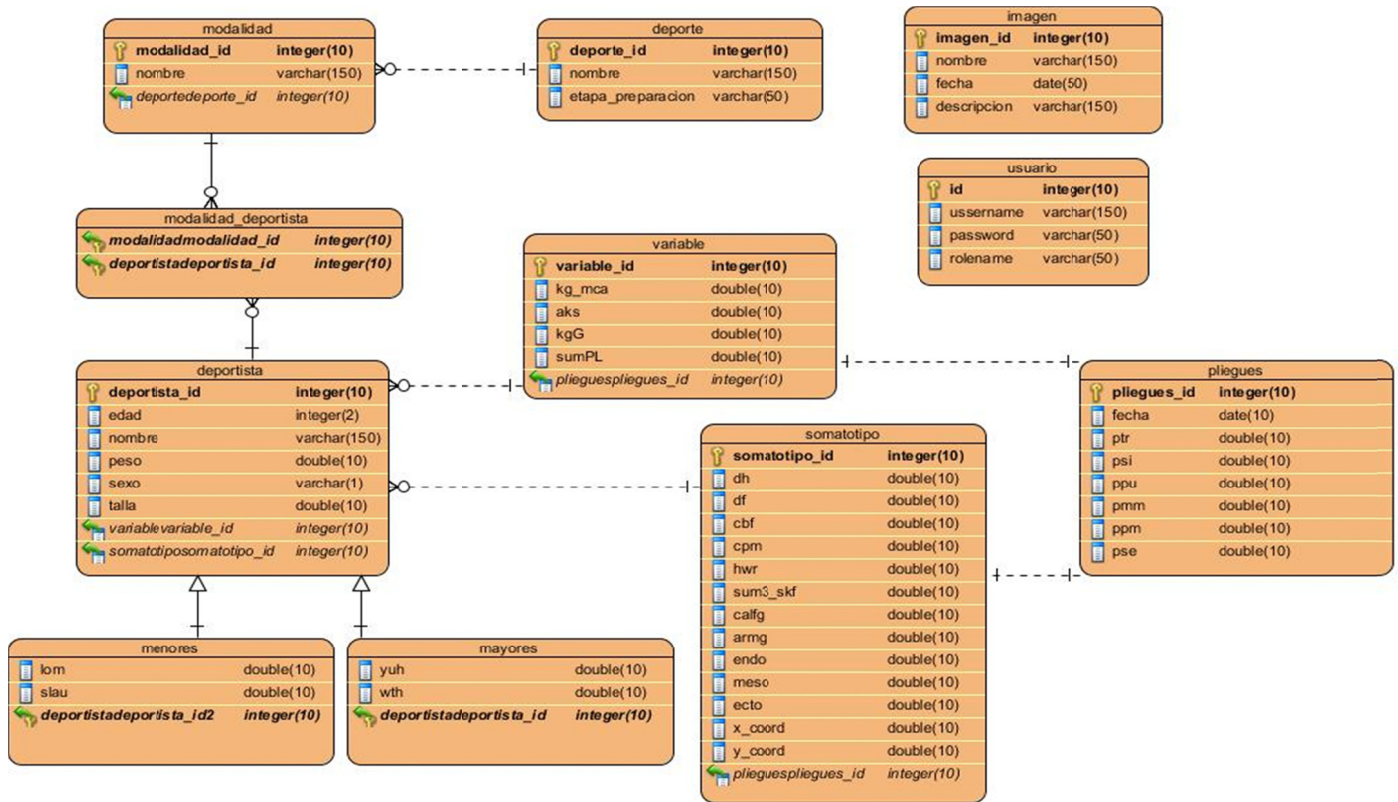 modalidad
modalidad_id integer(10)
nombre varchar(150)
deportedeporte_id integer(10)
deporte
deporte_id integer(10)
nombre varchar(150)
etapa_preparacion varchar(50)
imagen
imagen_id integer(10)
nombre varchar(150)
fecha date(50)
descripcion varchar(150)
usuario
id integer(10)
ussername varchar(150)
password varchar(50)
rolename varchar(50)
modalidad_deportista
modalidadmodalidad_id integer(10)
deportistadeportista_id integer(10)
variable
variable_id integer(10)
kg_mca double(10)
aks double(10)
kgG double(10)
sumPL double(10)
plieguespliegues_id integer(10)
deportista
deportista_id integer(10)
edad integer(2)
nombre varchar(150)
peso double(10)
sexo varchar(1)
talla double(10)
variablevariable_id integer(10)
somatotiposomatotipo_id integer(10)
pliegues
pliegues_id integer(10)
fecha date(10)
ptr double(10)
psi double(10)
ppu double(10)
pmm double(10)
ppm double(10)
pse double(10)
somatotipo
somatotipo_id integer(10)
dh double(10)
df double(10)
cbf double(10)
cpm double(10)
hwr double(10)
sum3_skf double(10)
calfg double(10)
armg double(10)
endo double(10)
meso double(10)
ecto double(10)
x_coord double(10)
y_coord double(10)
plieguespliegues_id integer(10)
menores
lom double(10)
slau double(10)
deportistadeportista_id2 integer(10)
mayores
yuh double(10)
wth double(10)
deportistadeportista_id integer(10)